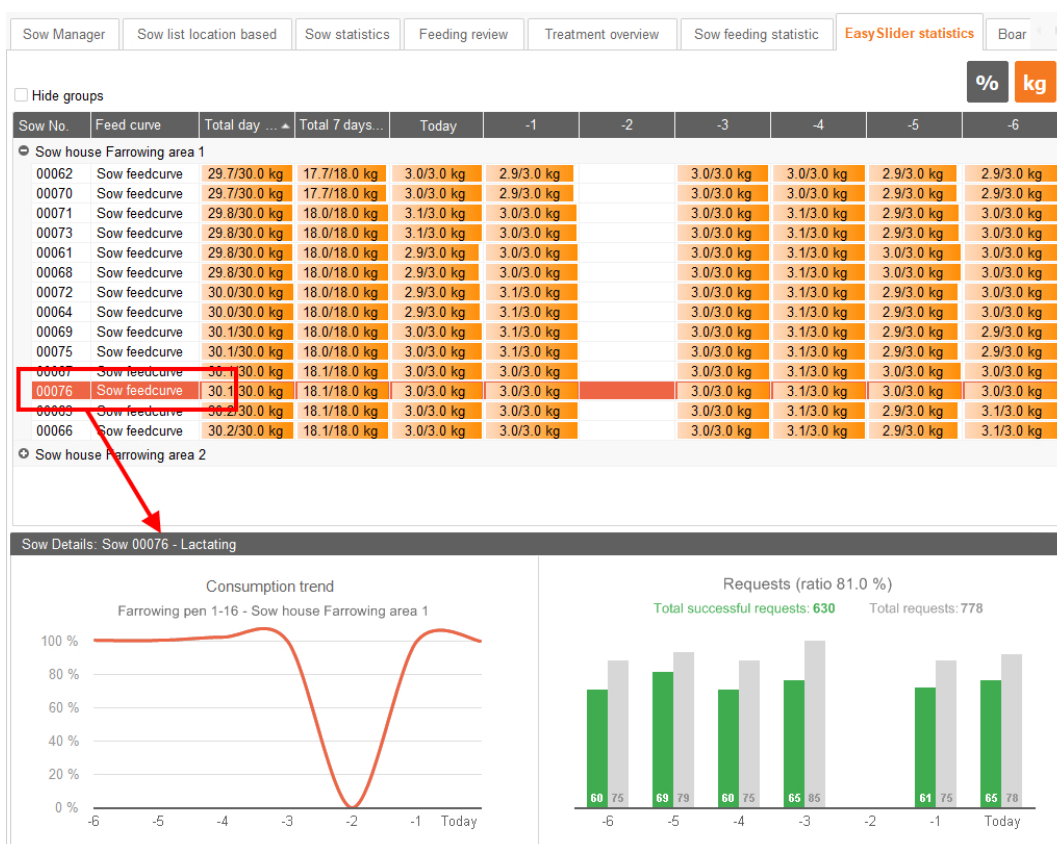 Sow Manager Sow list location based Sow statistics Feeding review Treatment overview Sow feeding statistic EasySlider statistics Boar
% kg
Hide groups
Sow No. Feed curve Total day ... Total 7 days... Today -1 -2 -3 -4 -5 -6
Sow house Farrowing area 1
00062 Sow feedcurve 29.7/30.0 kg 17.7/18.0 kg 3.0/3.0 kg 2.9/3.0 kg 3.0/3.0 kg 3.0/3.0 kg 2.9/3.0 kg 2.9/3.0 kg
00070 Sow feedcurve 29.7/30.0 kg 17.7/18.0 kg 3.0/3.0 kg 2.9/3.0 kg 3.0/3.0 kg 3.0/3.0 kg 2.9/3.0 kg 2.9/3.0 kg
00071 Sow feedcurve 29.8/30.0 kg 18.0/18.0 kg 3.1/3.0 kg 3.0/3.0 kg 3.0/3.0 kg 3.1/3.0 kg 2.9/3.0 kg 3.0/3.0 kg
00073 Sow feedcurve 29.8/30.0 kg 18.0/18.0 kg 3.1/3.0 kg 3.0/3.0 kg 3.0/3.0 kg 3.1/3.0 kg 2.9/3.0 kg 3.0/3.0 kg
00061 Sow feedcurve 29.8/30.0 kg 18.0/18.0 kg 2.9/3.0 kg 3.0/3.0 kg 3.0/3.0 kg 3.1/3.0 kg 3.0/3.0 kg 3.0/3.0 kg
00068 Sow feedcurve 29.8/30.0 kg 18.0/18.0 kg 2.9/3.0 kg 3.0/3.0 kg 3.0/3.0 kg 3.1/3.0 kg 3.0/3.0 kg 3.0/3.0 kg
00072 Sow feedcurve 30.0/30.0 kg 18.0/18.0 kg 2.9/3.0 kg 3.1/3.0 kg 3.0/3.0 kg 3.1/3.0 kg 2.9/3.0 kg 3.0/3.0 kg
00064 Sow feedcurve 30.0/30.0 kg 18.0/18.0 kg 2.9/3.0 kg 3.1/3.0 kg 3.0/3.0 kg 3.1/3.0 kg 2.9/3.0 kg 3.0/3.0 kg
00069 Sow feedcurve 30.1/30.0 kg 18.0/18.0 kg 3.0/3.0 kg 3.1/3.0 kg 3.0/3.0 kg 3.1/3.0 kg 2.9/3.0 kg 2.9/3.0 kg
00075 Sow feedcurve 30.1/30.0 kg 18.0/18.0 kg 3.0/3.0 kg 3.1/3.0 kg 3.0/3.0 kg 3.1/3.0 kg 2.9/3.0 kg 2.9/3.0 kg
Sow feedcurve 30.1/30.0 kg 18.1/18.0 kg 3.0/3.0 kg 3.0/3.0 kg 3.0/3.0 kg 3.1/3.0 kg 3.0/3.0 kg 3.0/3.0 kg
00076 Sow feedcurve 30.1/30.0 kg 18.1/18.0 kg 3.0/3.0 kg 3.0/3.0 kg 3.0/3.0 kg 3.1/3.0 kg 3.0/3.0 kg 3.0/3.0 kg
Sow feedcurve 30.2/30.0 kg 18.1/18.0 kg 3.0/3.0 kg 3.0/3.0 kg 3.0/3.0 kg 3.1/3.0 kg 2.9/3.0 kg 3.1/3.0 kg
00066 Sow feedcurve 30.2/30.0 kg 18.1/18.0 kg 3.0/3.0 kg 3.0/3.0 kg 3.0/3.0 kg 3.1/3.0 kg 2.9/3.0 kg 3.1/3.0 kg
Sow house Farrowing area 2
Sow Details: Sow 00076 - Lactating
Consumption trend
Farrowing pen 1-16 - Sow house Farrowing area 1
100 %
80 %
60 %
40 %
20 %
0 %
-6 -5 -4 -3 -2 -1 Today
Requests (ratio 81.0 %)
Total successful requests: 630 Total requests: 778
60 75 69 79 60 75 65 85 61 75 65 78
-6 -5 -4 -3 -2 -1 Today